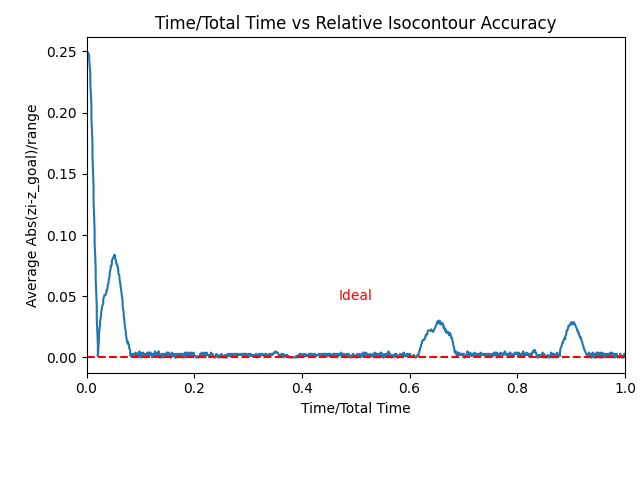 Time/Total Time vs Relative Isocontour Accuracy
Average Abs(zi-z_goal)/range
0.25
0.20
0.15
0.10
0.05
0.00
Ideal
0.0 0.2 0.4 0.6 0.8 1.0
Time/Total Time